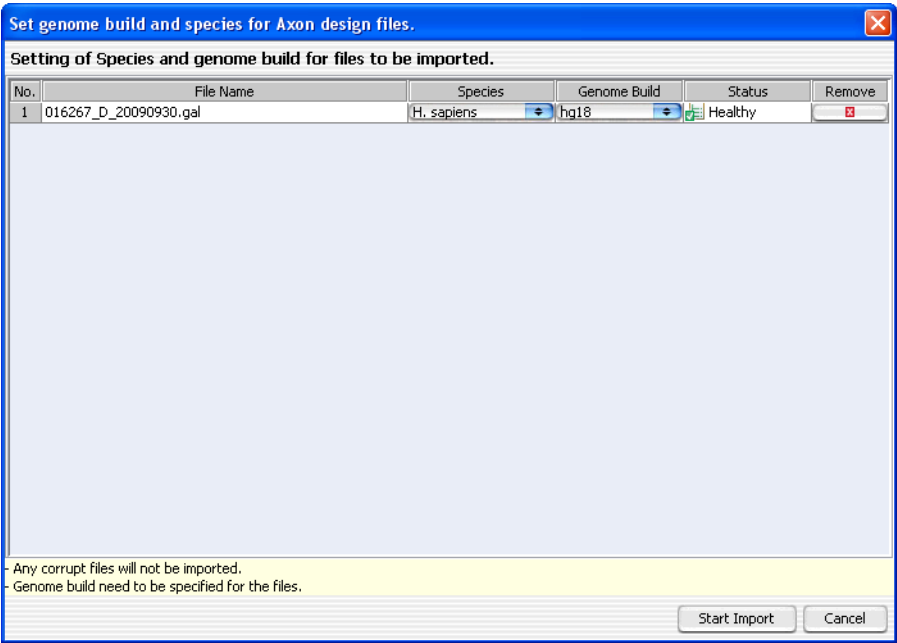 Set genome build and species for Axon design files.
Setting of Species and genome build for files to be imported.
No. File Name Species Genome Build Status Remove
1 016267_D_20090930.gal H. sapiens hg18 Healthy
- Any corrupt files will not be imported.
- Genome build need to be specified for the files.
Start Import Cancel